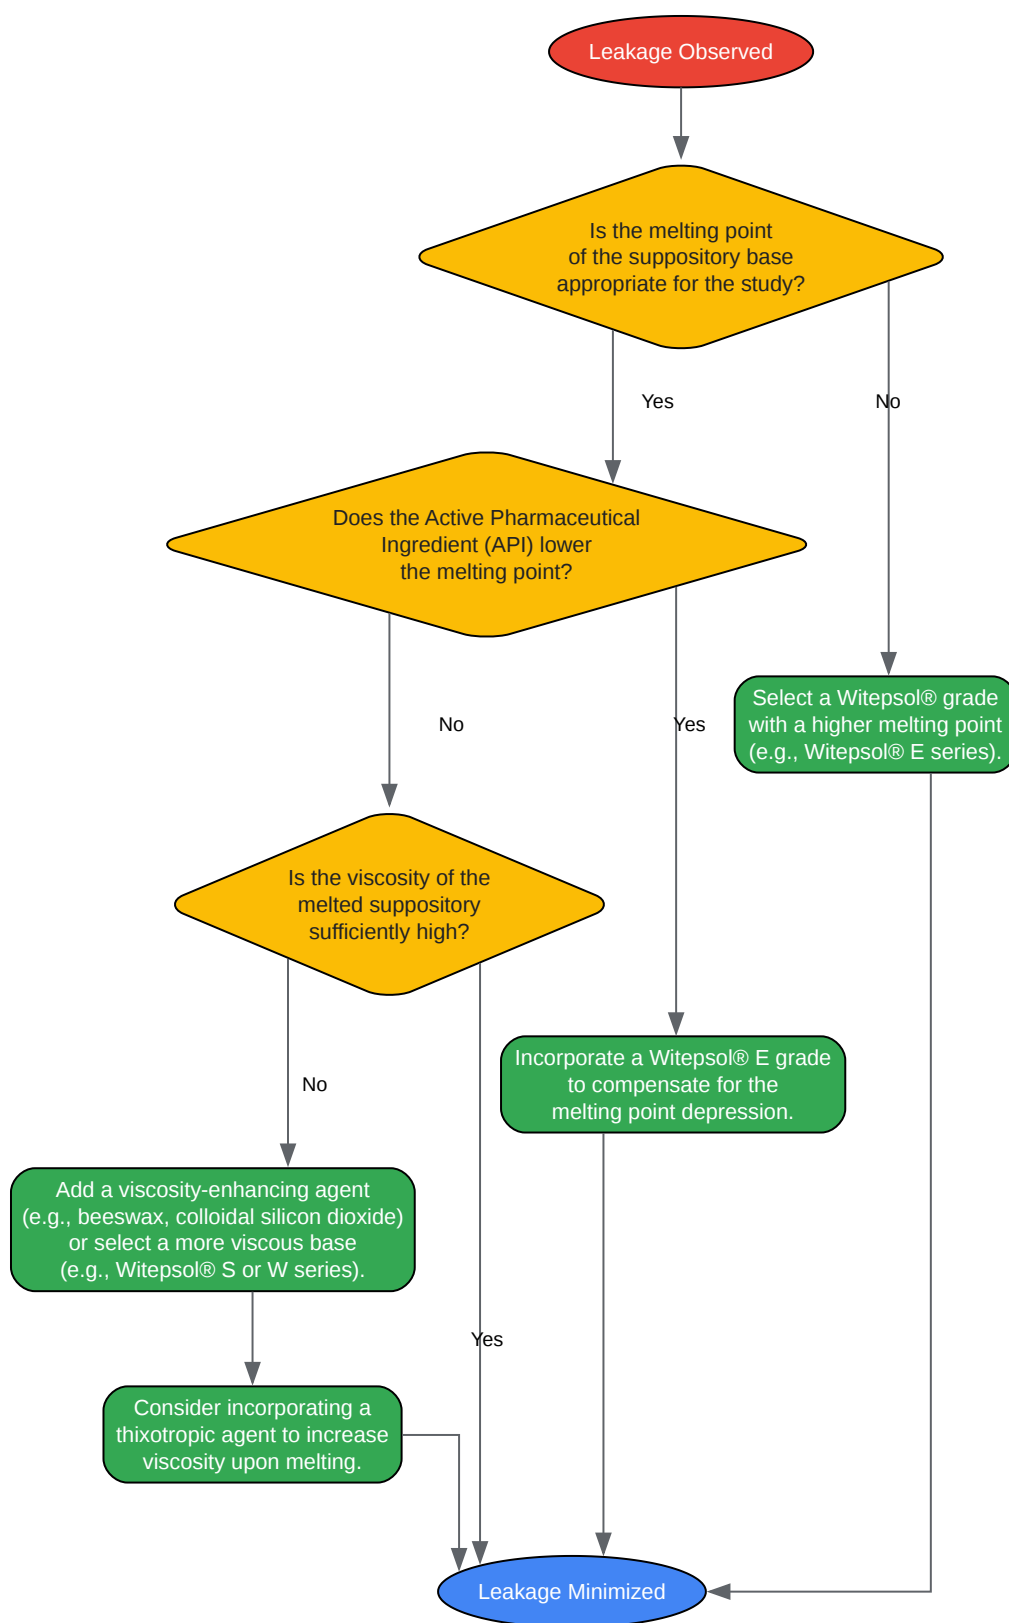 Leakage Observed
Is the melting point
of the suppository base
appropriate for the study?
Yes
No
Does the Active Pharmaceutical
Ingredient (API) lower
the melting point?
No
Yes
Select a Witepsol® grade
with a higher melting point
(e.g., Witepsol® E series).
Is the viscosity of the
melted suppository
sufficiently high?
No
Incorporate a Witepsol® E grade
to compensate for the
melting point depression.
Add a viscosity-enhancing agent
(e.g., beeswax, colloidal silicon dioxide)
or select a more viscous base
(e.g., Witepsol® S or W series).
Yes
Consider incorporating a
thixotropic agent to increase
viscosity upon melting.
Leakage Minimized